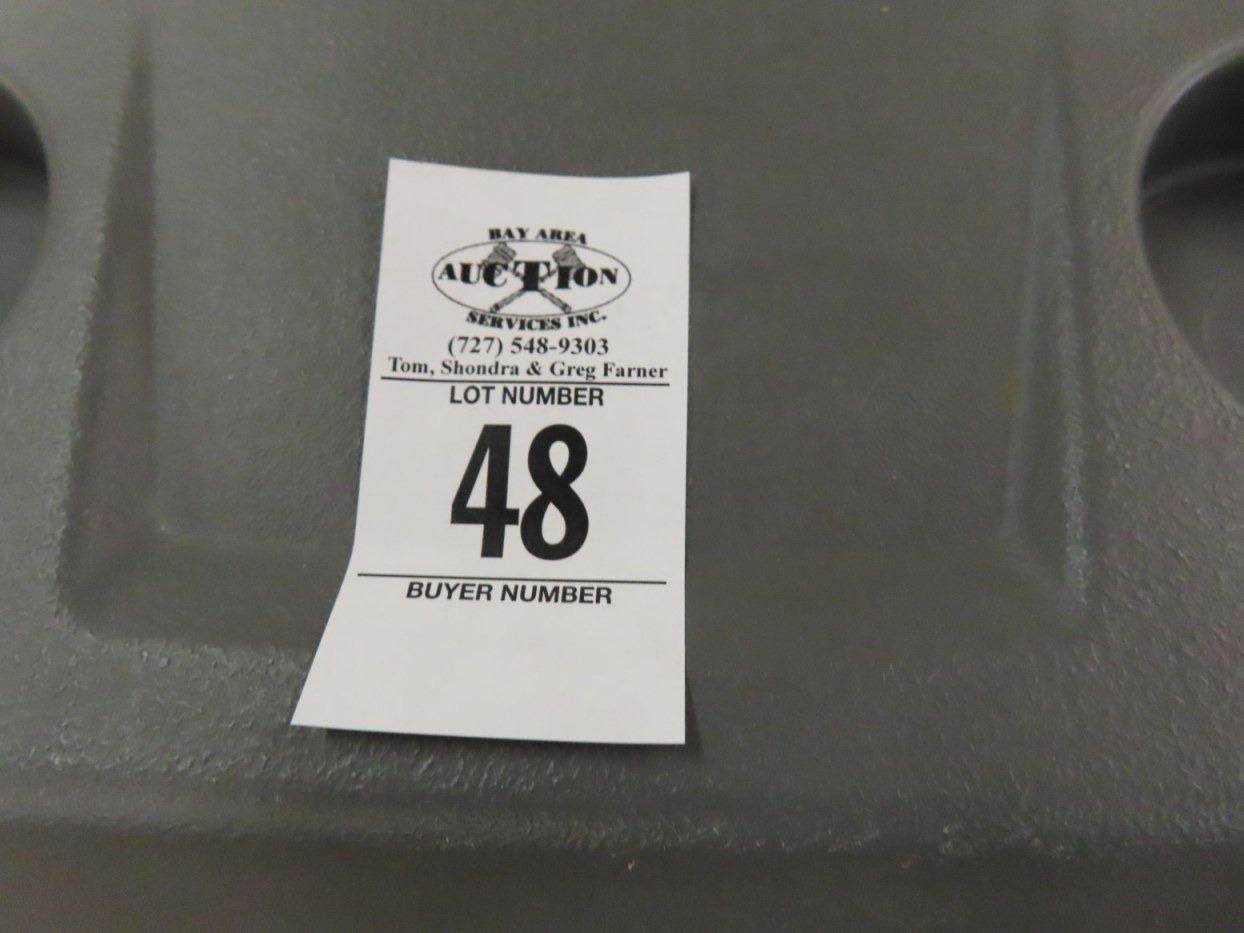 BAY AREA
AUCTION
SERVICES INC.
(727) 548-9303
Tom, Shondra & Greg Farner
LOT NUMBER
48
BUYER NUMBER